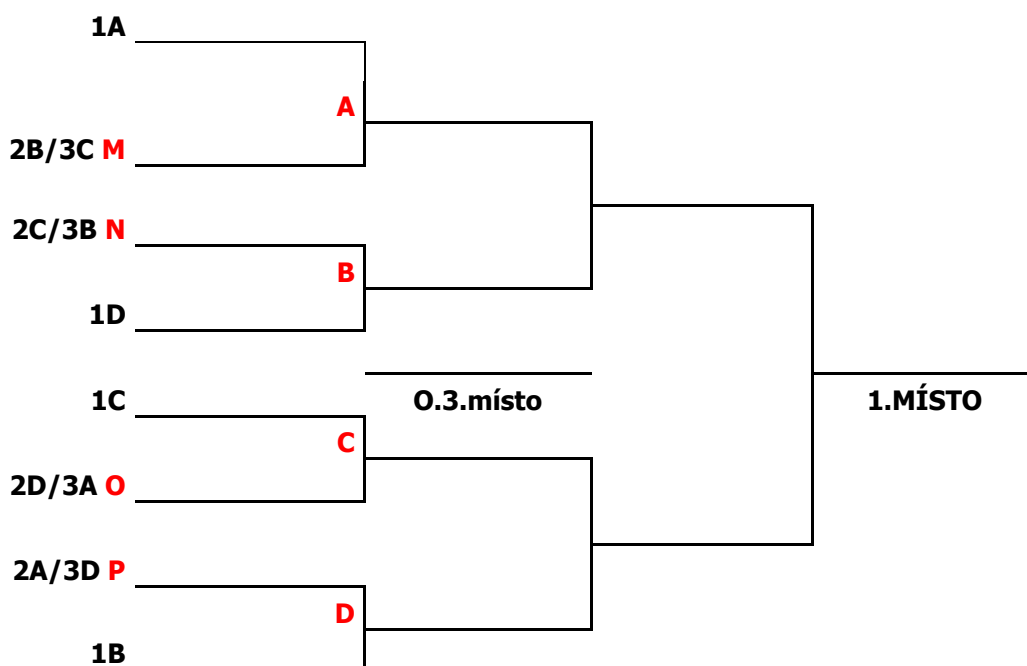 1A
A
2B/3C M
2C/3B N
B
1D
1C
O.3.místo
1.MÍSTO
C
2D/3A O
2A/3D P
D
1B